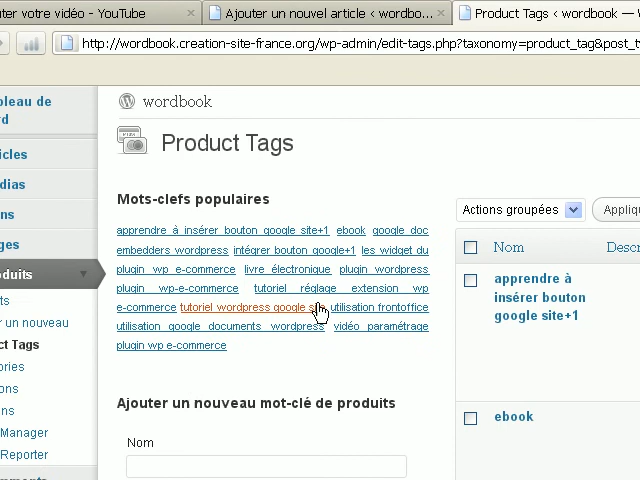 ter votre vidéo - YouTube
Ajouter un nouvel article ‹ wordbo...
Product Tags ‹ wordbook —
http://wordbook.creation-site-france.org/wp-admin/edit-tags.php?taxonomy=product_tag&post_t
bleau de
rd
icles
dias
ns
ges
oduits
ts
r un nouveau
ct Tags
ories
ons
ns
Manager
Reporter
wordbook
Product Tags
Mots-clefs populaires
apprendre à insérer bouton google site+1 ebook google doc
embedders wordpress intégrer bouton google+1 les widget du
plugin wp e-commerce livre électronique plugin wordpress
plugin wp-e-commerce tutoriel réglage extension wp
e-commerce tutoriel wordpress google site utilisation frontoffice
utilisation google documents wordpress vidéo paramétrage
plugin wp e-commerce
Ajouter un nouveau mot-clé de produits
Nom
Actions groupées
Appliqu
Nom
Descr
apprendre à
insérer bouton
google site+1
ebook